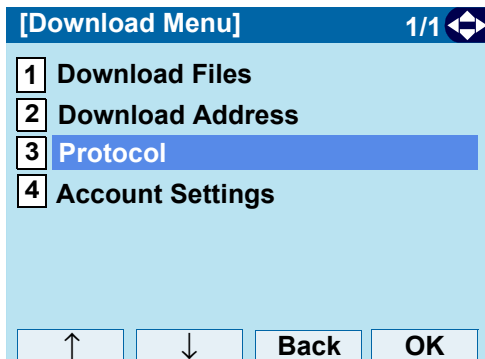 [Download Menu] 1/1
1 Download Files
2 Download Address
3 Protocol
4 Account Settings
↑ ↓ Back OK